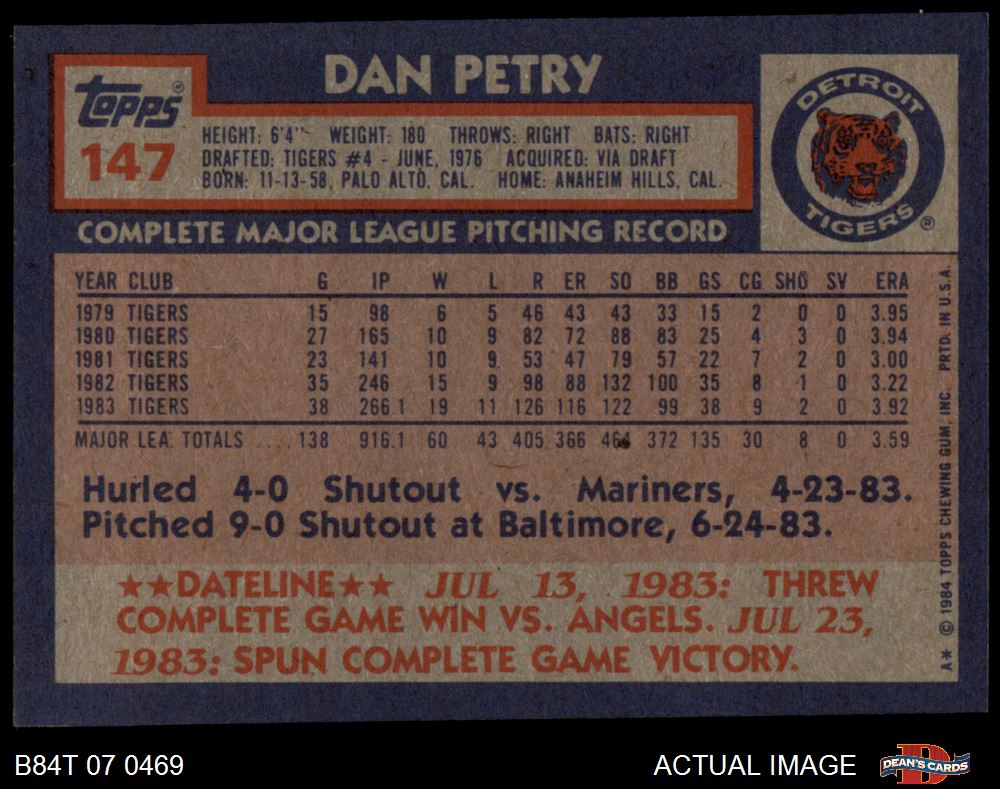 DAN PETRY
Topps®
147
HEIGHT: 6'4" WEIGHT: 180 THROWS: RIGHT BATS: RIGHT
DRAFTED: TIGERS #4 - JUNE, 1976 ACQUIRED: VIA DRAFT
BORN: 11-13-58, PALO ALTO, CAL. HOME: ANAHEIM HILLS, CAL.
DETROIT
TIGERS®
COMPLETE MAJOR LEAGUE PITCHING RECORD
YEAR CLUB G IP W L R ER SO BB GS CG SHO SV ERA
1979 TIGERS 15 98 6 5 46 43 43 33 15 2 0 0 3.95
1980 TIGERS 27 165 10 9 82 72 88 83 25 4 3 0 3.94
1981 TIGERS 23 141 10 9 53 47 79 57 22 7 2 0 3.00
1982 TIGERS 35 246 15 9 98 88 132 100 35 8 1 0 3.22
1983 TIGERS 38 266.1 19 11 126 116 122 99 38 9 2 0 3.92
MAJOR LEA. TOTALS .... 138 916.1 60 43 405 366 464 372 135 30 8 0 3.59
Hurled 4-0 Shutout vs. Mariners, 4-23-83.
Pitched 9-0 Shutout at Baltimore, 6-24-83.
★★DATELINE★★ JUL 13, 1983: THREW
COMPLETE GAME WIN VS. ANGELS. JUL 23,
1983: SPUN COMPLETE GAME VICTORY.
A* © 1984 TOPPS CHEWING GUM, INC. PRTD. IN U.S.A.
B84T 07 0469
ACTUAL IMAGE
DEAN'S CARDS